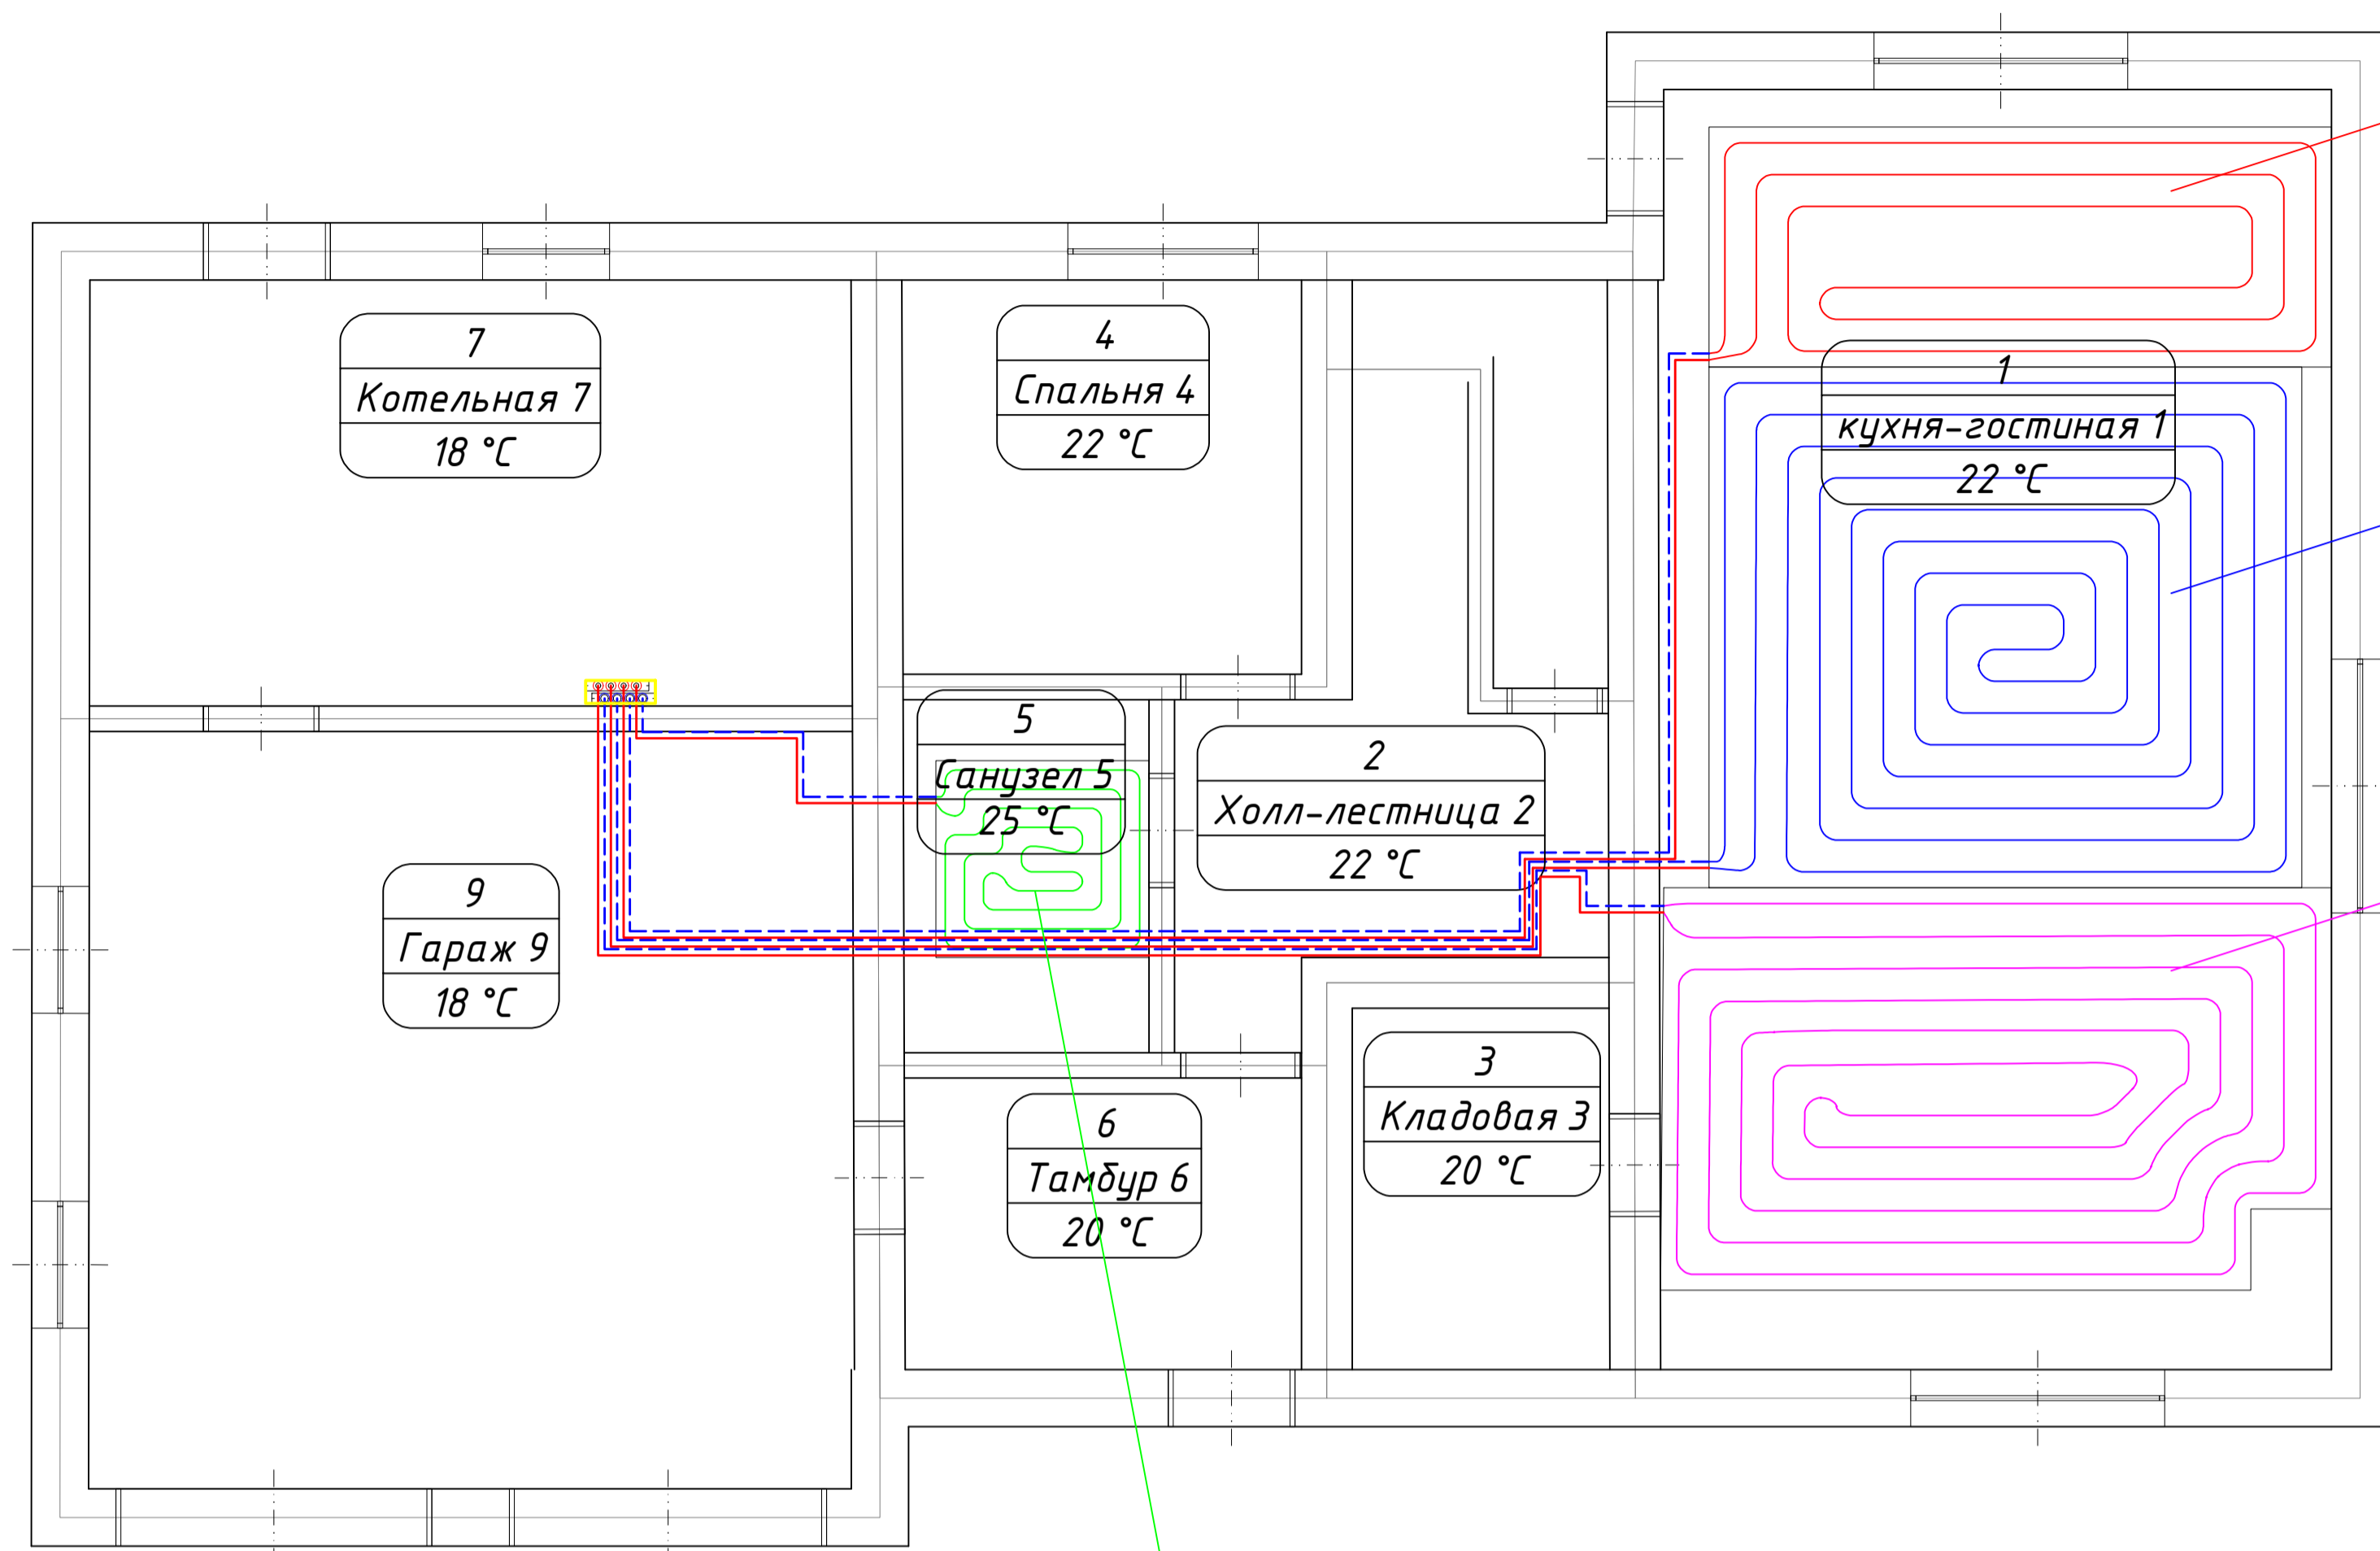 7
Котельная 7
18 °C
4
Спальня 4
22 °C
1
кухня-гостиная 1
22 °C
5
Санузел 5
25 °C
2
Холл-лестница 2
22 °C
9
Гараж 9
18 °C
3
Кладовая 3
20 °C
6
Тамбур 6
20 °C